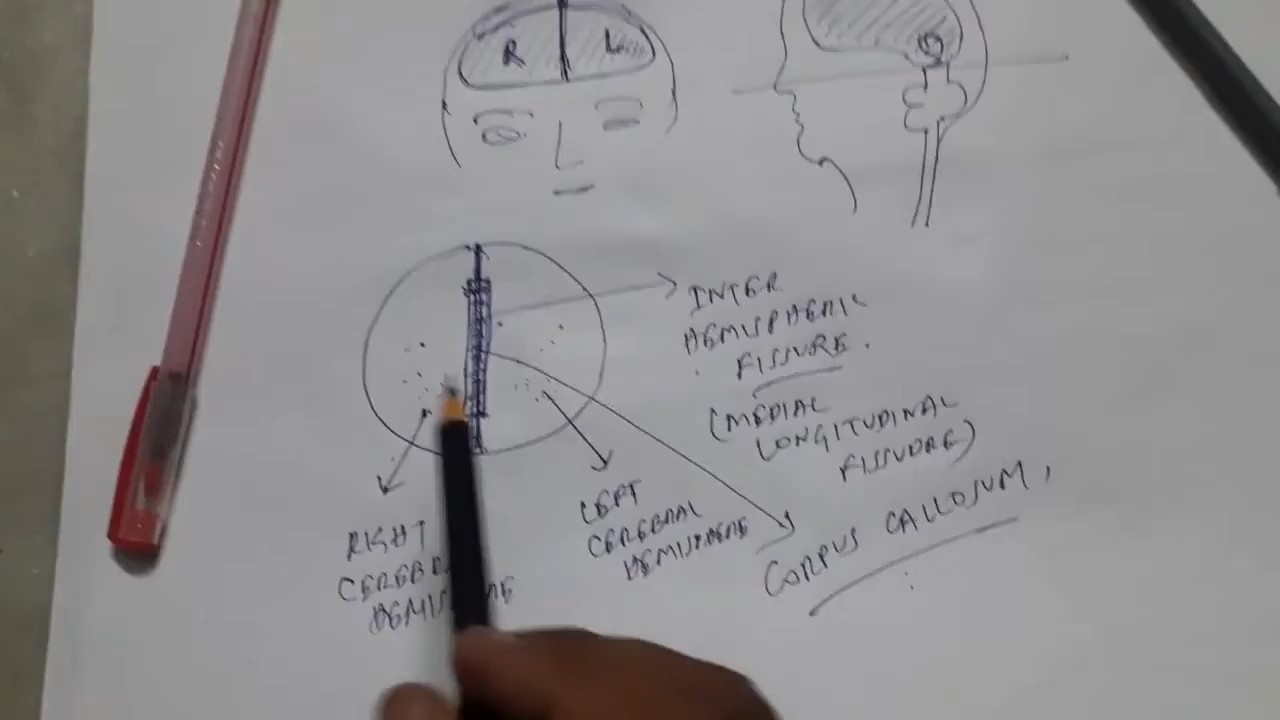 R L
INTER
HEMISPHERIC
FISSURE.
(MEDIAL
LONGITUDINAL
FISSURE)
CORPUS CALLOSUM,
LEFT
CEREBRAL
HEMISPHERE
RIGHT